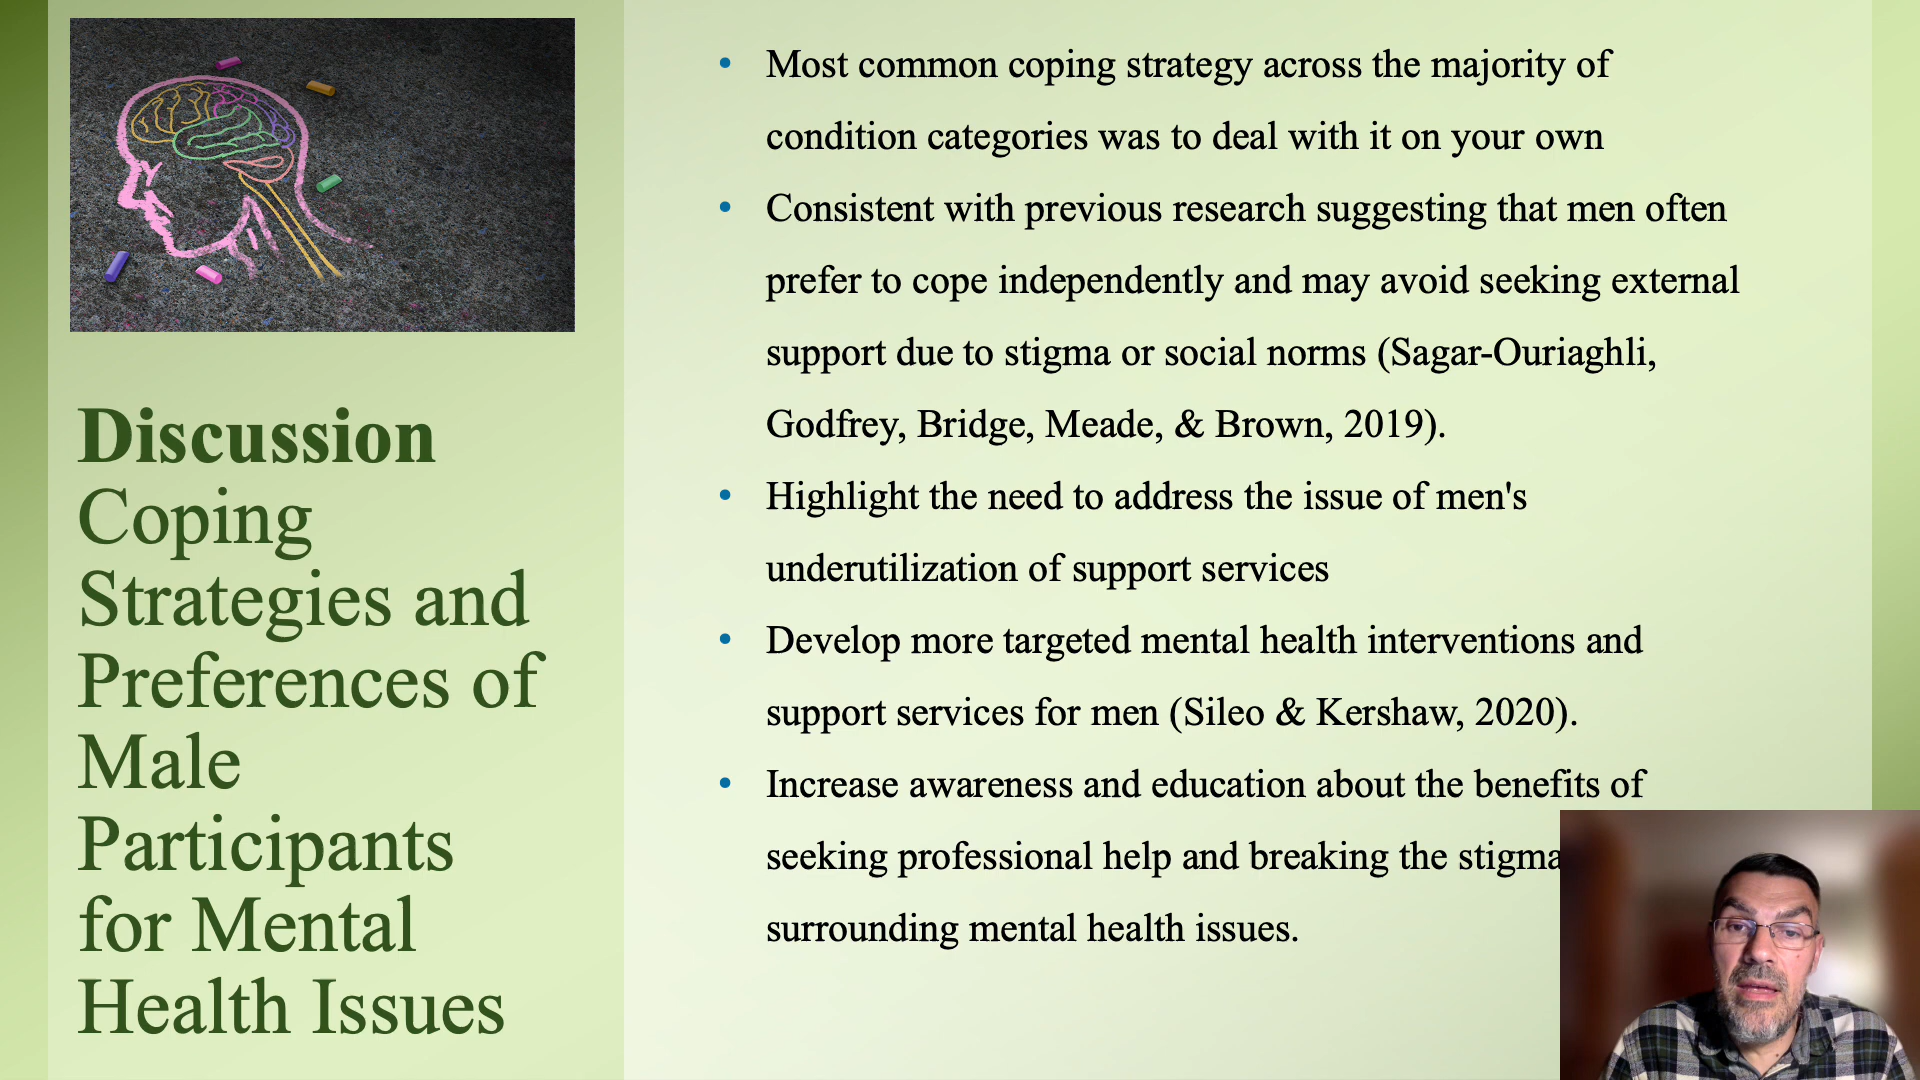 Discussion
Coping
Strategies and
Preferences of
Male
Participants
for Mental
Health Issues
• Most common coping strategy across the majority of
condition categories was to deal with it on your own
• Consistent with previous research suggesting that men often
prefer to cope independently and may avoid seeking external
support due to stigma or social norms (Sagar-Ouriaghli,
Godfrey, Bridge, Meade, & Brown, 2019).
• Highlight the need to address the issue of men's
underutilization of support services
• Develop more targeted mental health interventions and
support services for men (Sileo & Kershaw, 2020).
• Increase awareness and education about the benefits of
seeking professional help and breaking the stigma
surrounding mental health issues.